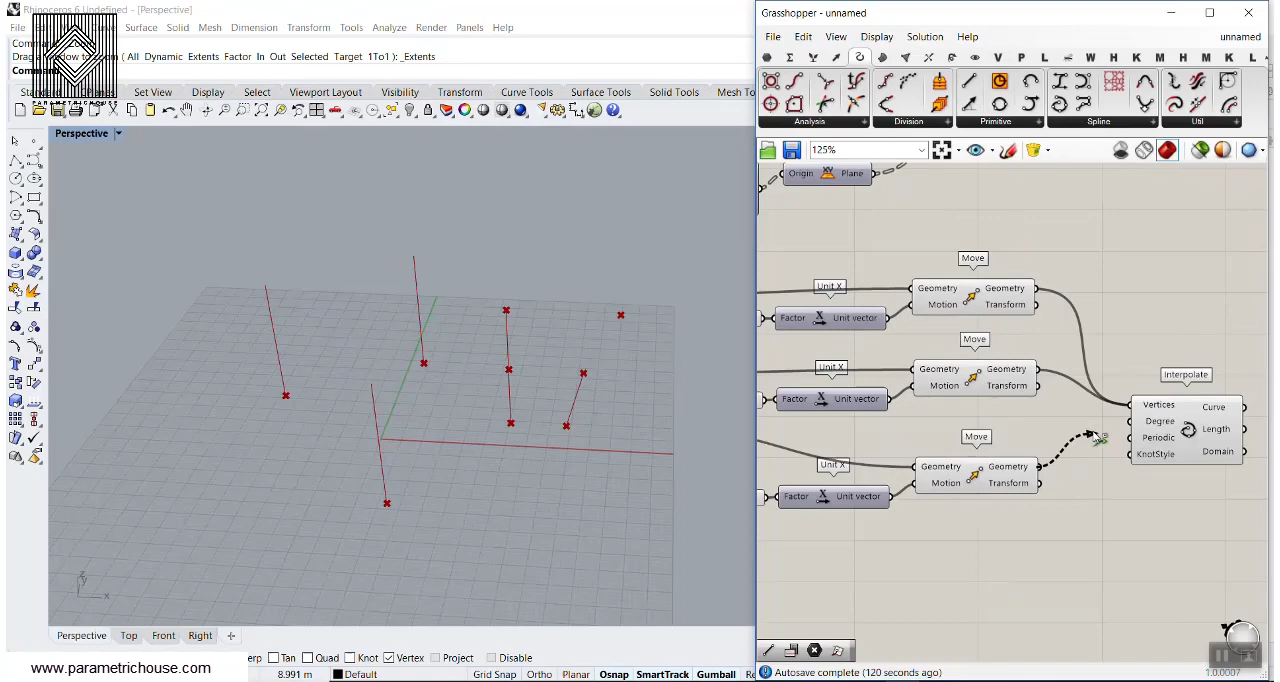 Rhinoceros 6 Undefined - [Perspective]
File
Surface Solid Mesh Dimension Transform Tools Analyze Render Panels Help
Drag a window to zoom ( All Dynamic Extents Factor In Out Selected Target 1To1 ): _Extents
PARAMETRICHOUSE
Set View Display Select Viewport Layout Visibility Transform Curve Tools Surface Tools Solid Tools Mesh To
Perspective
z
y
x
Perspective Top Front Right
erp Tan Quad Knot Vertex Project Disable
8.991 m Default Grid Snap Ortho Planar Osnap SmartTrack Gumball Re
www.parametrichouse.com
Grasshopper - unnamed
File Edit View Display Solution Help unnamed
V P L W H K M H M K L
Analysis Division Primitive Spline Util
125%
Origin XY Plane
Move
Unit X
Geometry Geometry
Motion Transform
Factor X Unit vector
Move
Unit X
Geometry Geometry
Motion Transform
Factor X Unit vector
Interpolate
Vertices Curve
Degree
Periodic Length
KnotStyle Domain
Move
Unit X
Geometry Geometry
Motion Transform
Factor X Unit vector
Autosave complete (120 seconds ago)
1.0.0007